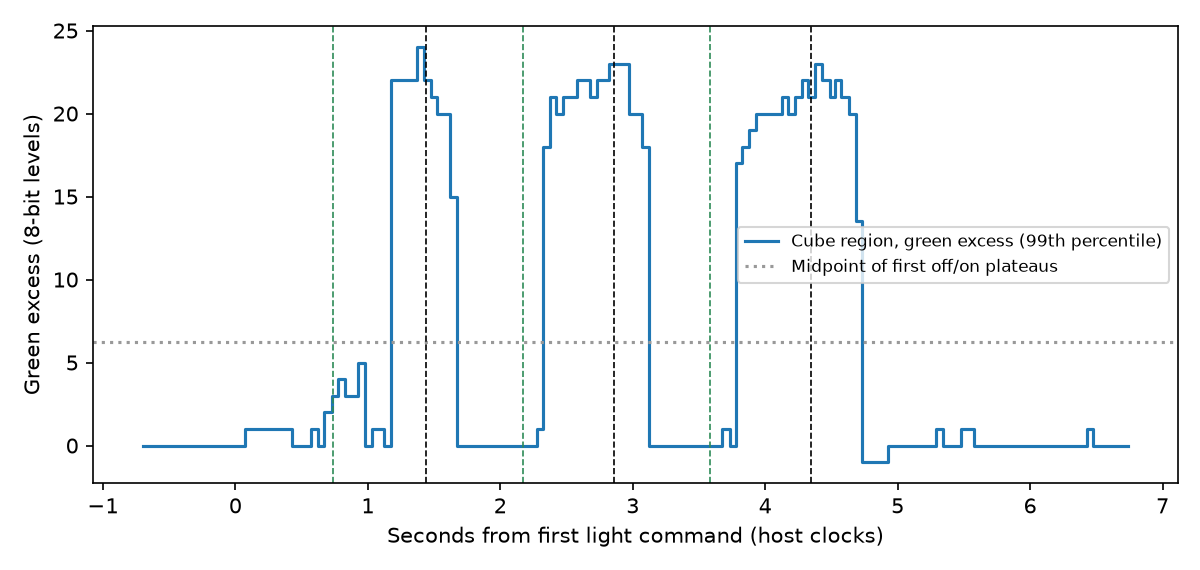 25
20
15
10
5
0
Green excess (8-bit levels)
Cube region, green excess (99th percentile)
Midpoint of first off/on plateaus
−1 0 1 2 3 4 5 6 7
Seconds from first light command (host clocks)